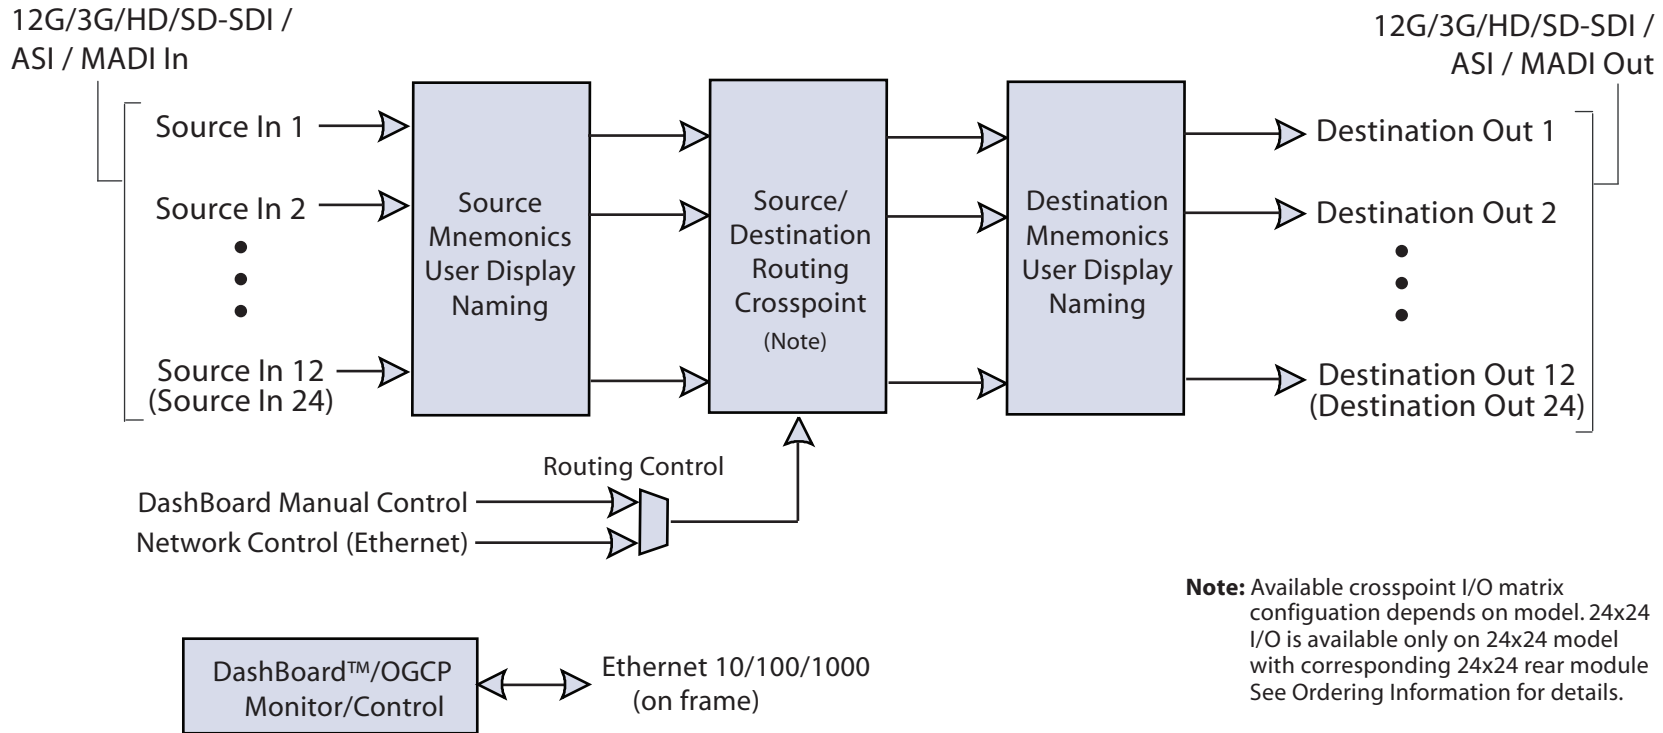 12G/3G/HD/SD-SDI /
ASI / MADI In
12G/3G/HD/SD-SDI /
ASI / MADI Out
Source In 1
Source In 2
Source In 12
(Source In 24)
Source
Mnemonics
User Display
Naming
Source/
Destination
Routing
Crosspoint
(Note)
Destination
Mnemonics
User Display
Naming
Destination Out 1
Destination Out 2
Destination Out 12
(Destination Out 24)
Routing Control
DashBoard Manual Control
Network Control (Ethernet)
DashBoard™/OGCP
Monitor/Control
Ethernet 10/100/1000
(on frame)
Note: Available crosspoint I/O matrix
configuation depends on model. 24x24
I/O is available only on 24x24 model
with corresponding 24x24 rear module
See Ordering Information for details.